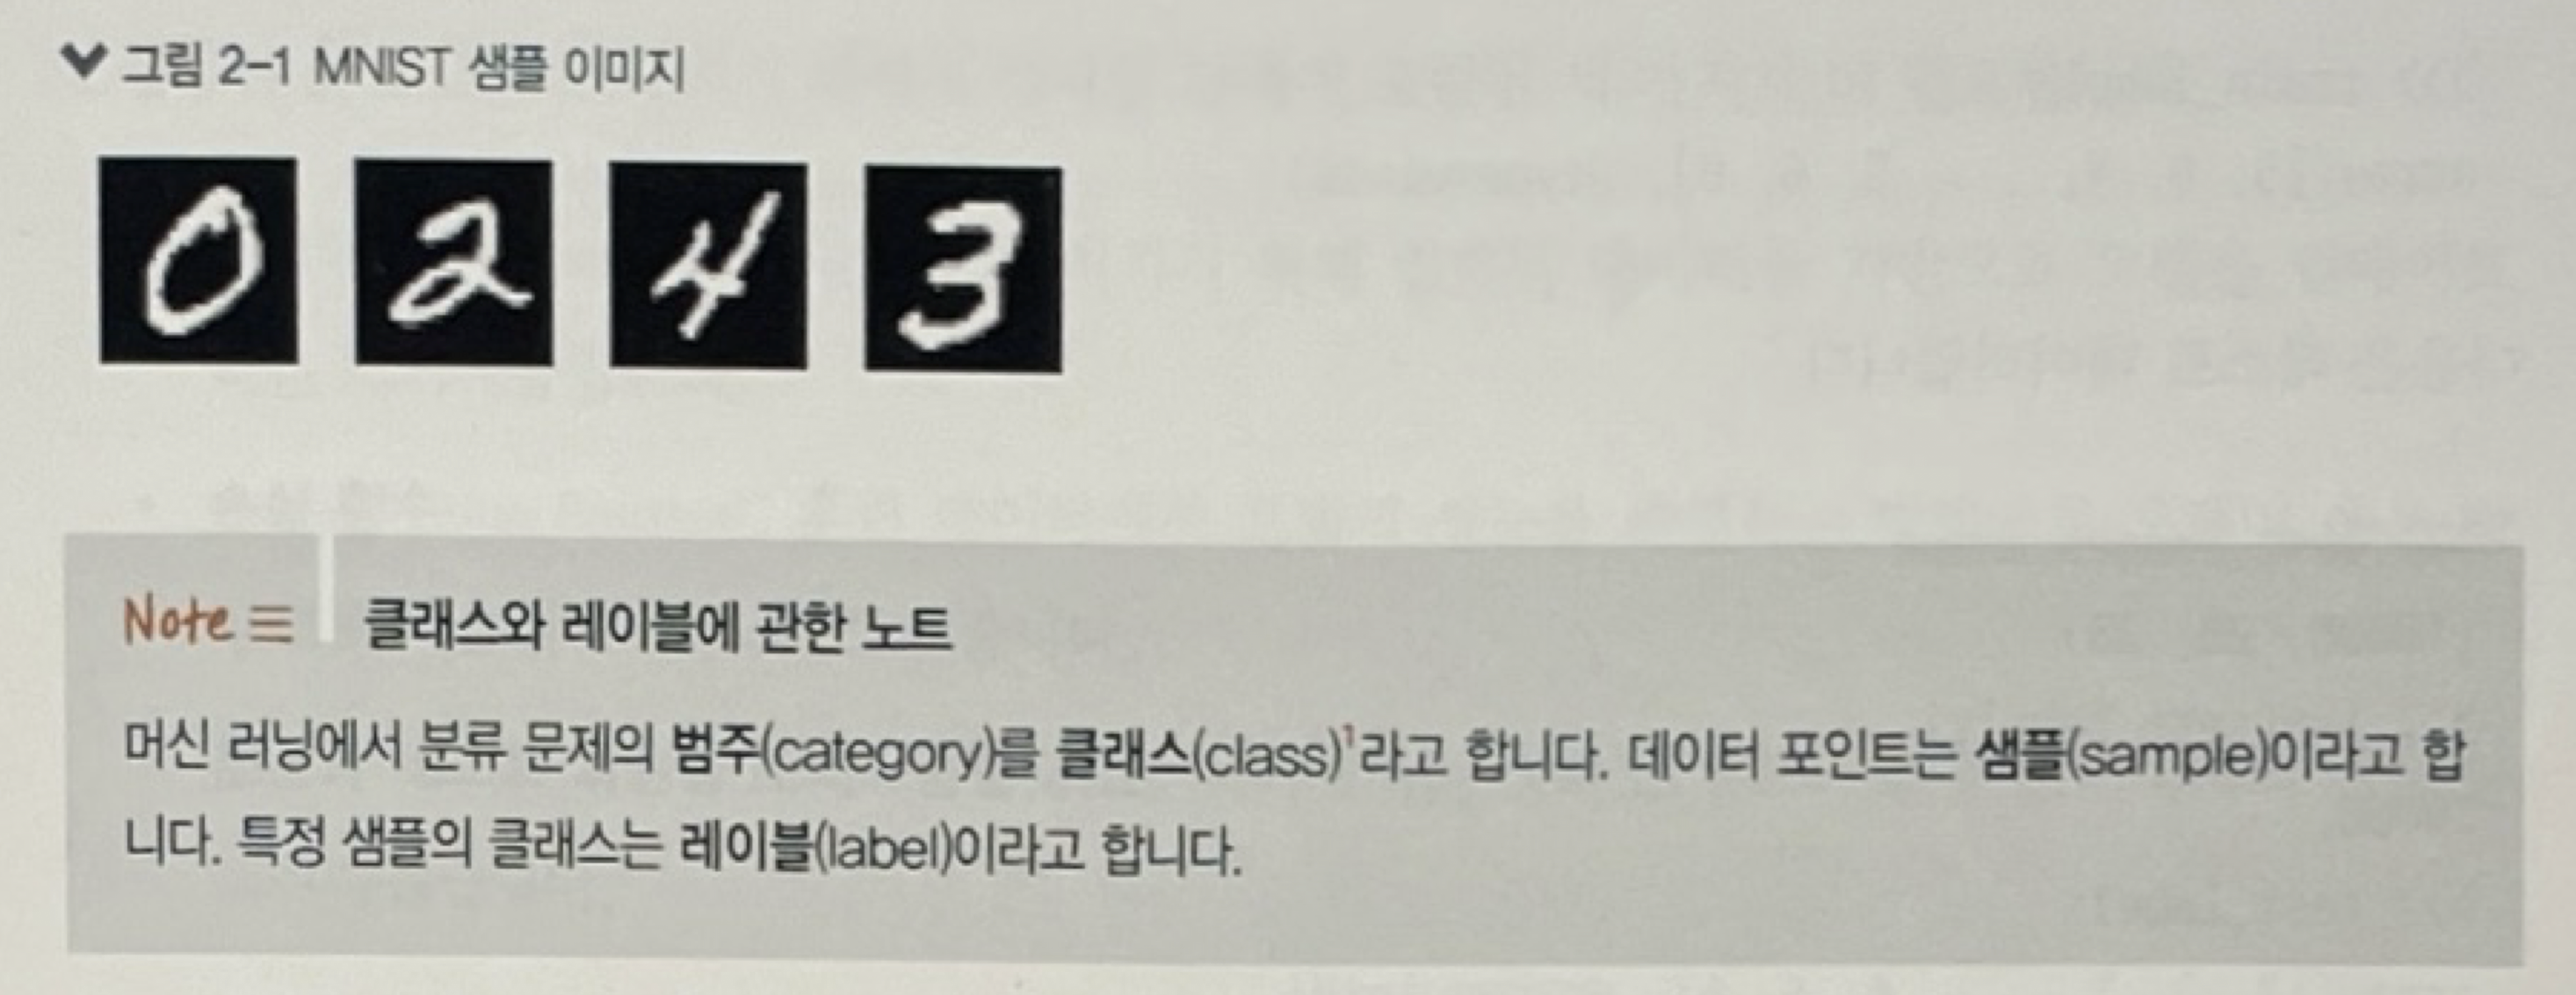 그림 2-1 MNIST 샘플 이미지
0 2 4 3
Note 클래스와 레이블에 관한 노트
머신 러닝에서 분류 문제의 범주(category)를 클래스(class)¹라고 합니다. 데이터 포인트는 샘플(sample)이라고 합
니다. 특정 샘플의 클래스는 레이블(label)이라고 합니다.